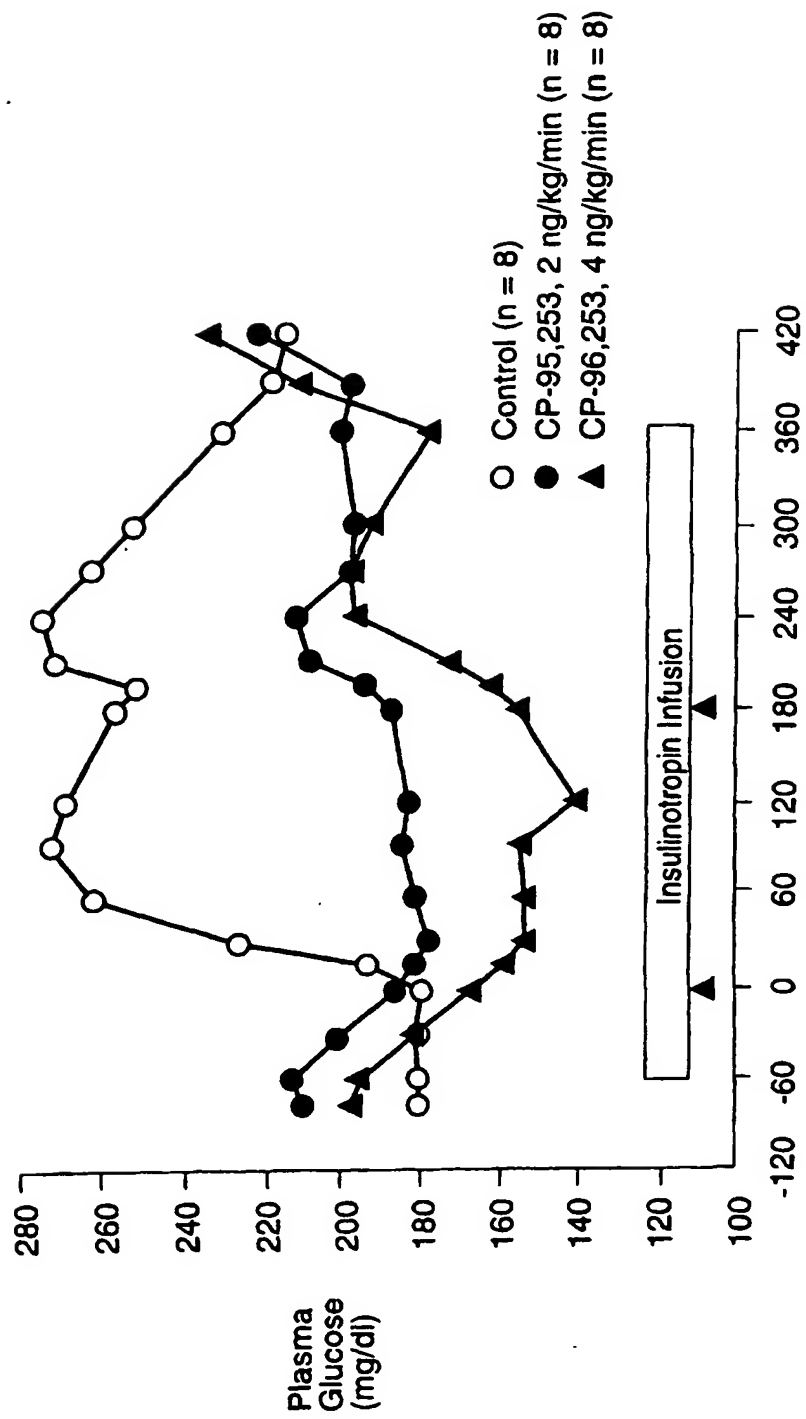 Plasma
Glucose
(mg/dl)
280
260
240
220
200
180
160
140
120
100
Control (n = 8)
CP-95,253, 2 ng/kg/min (n = 8)
CP-96,253, 4 ng/kg/min (n = 8)
Insulinotropin Infusion
-120 -60 0 60 120 180 240 300 360 420